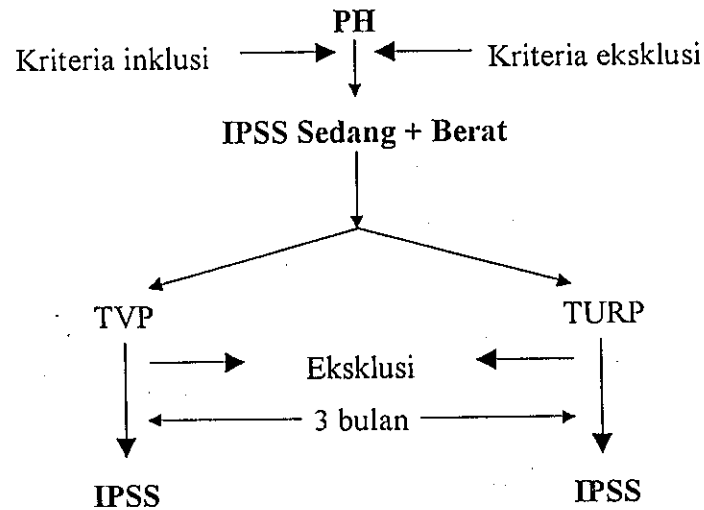 PH
Kriteria inklusi
Kriteria eksklusi
IPSS Sedang + Berat
TVP
TURP
Eksklusi
3 bulan
IPSS
IPSS